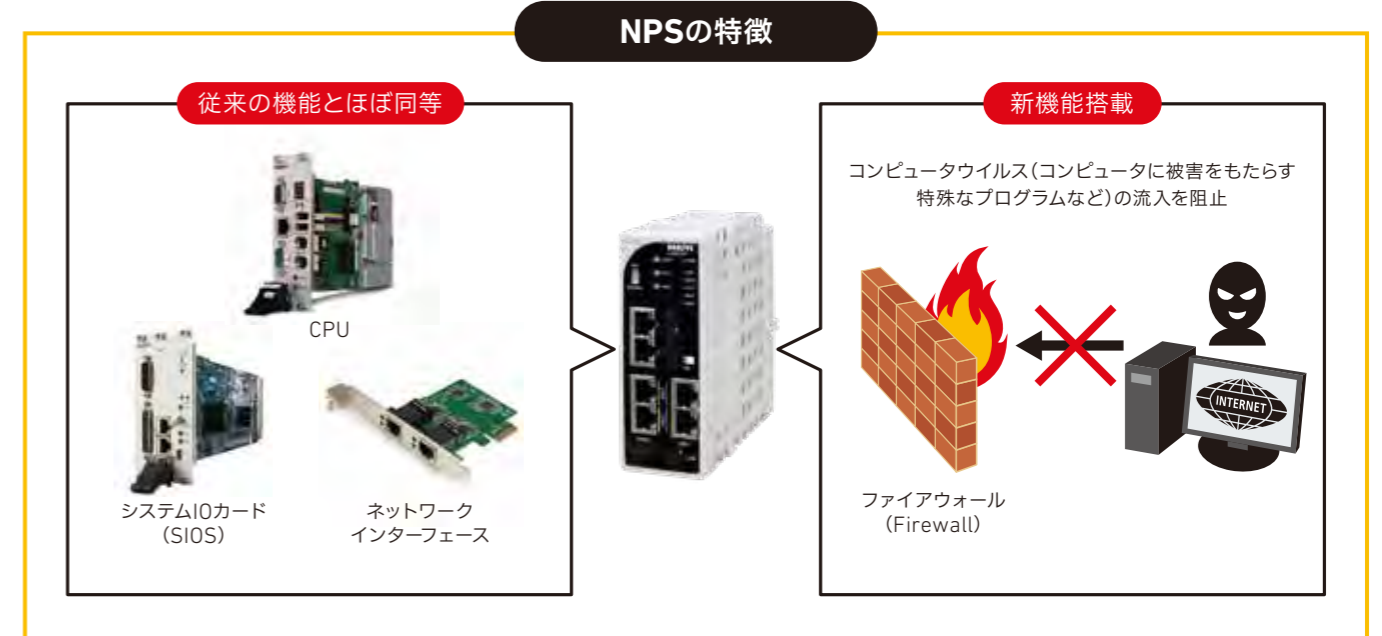 NPSの特徴
従来の機能とほぼ同等
CPU
システムIOカード
（SIOS）
ネットワーク
インターフェース
新機能搭載
コンピュータウイルス（コンピュータに被害をもたらす
特殊なプログラムなど）の流入を阻止
INTERNET
ファイアウォール
（Firewall）